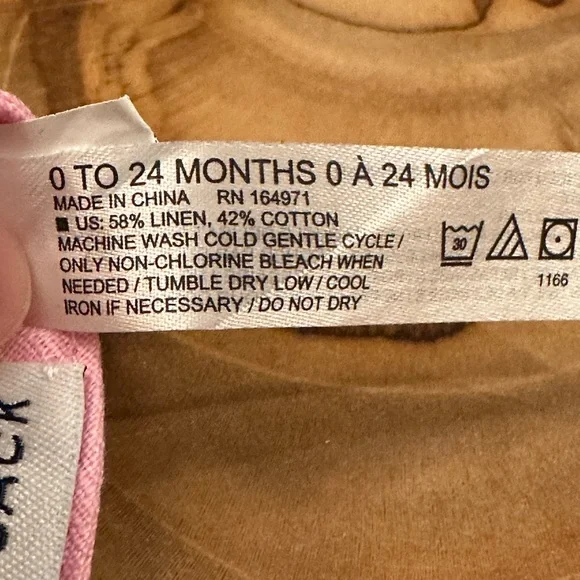 0 TO 24 MONTHS 0 À 24 MOIS
MADE IN CHINA RN 164971
US: 58% LINEN, 42% COTTON
MACHINE WASH COLD GENTLE CYCLE /
ONLY NON-CHLORINE BLEACH WHEN
NEEDED / TUMBLE DRY LOW / COOL
IRON IF NECESSARY / DO NOT DRY
30
1166